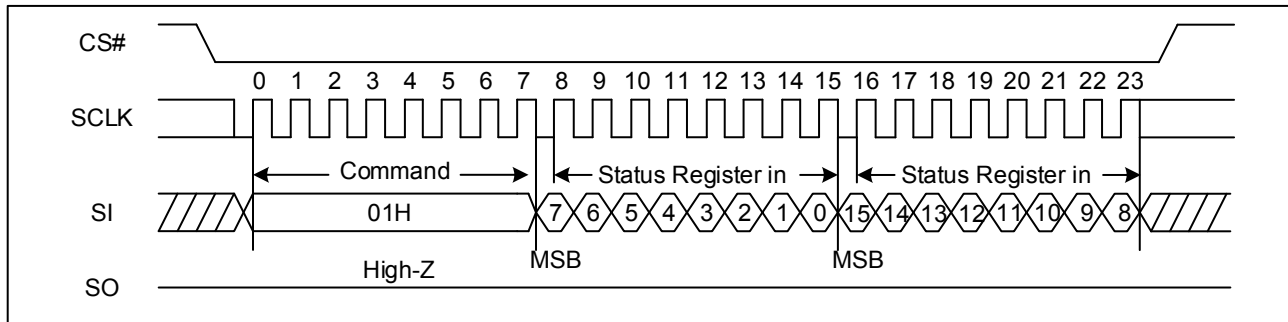 CS#
0 1 2 3 4 5 6 7 8 9 10 11 12 13 14 15 16 17 18 19 20 21 22 23
SCLK
Command Status Register in Status Register in
SI 01H 7 6 5 4 3 2 1 0 15 14 13 12 11 10 9 8
MSB MSB
High-Z
SO